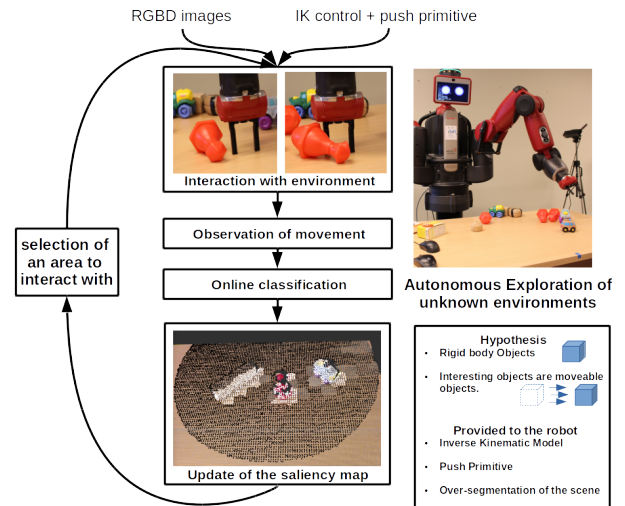 RGBD images
IK control + push primitive
Interaction with environment
Observation of movement
selection of
an area to
interact with
Online classification
Autonomous Exploration of
unknown environments
Update of the saliency map
Hypothesis
• Rigid body Objects
• Interesting objects are moveable
objects.
Provided to the robot
• Inverse Kinematic Model
• Push Primitive
• Over-segmentation of the scene